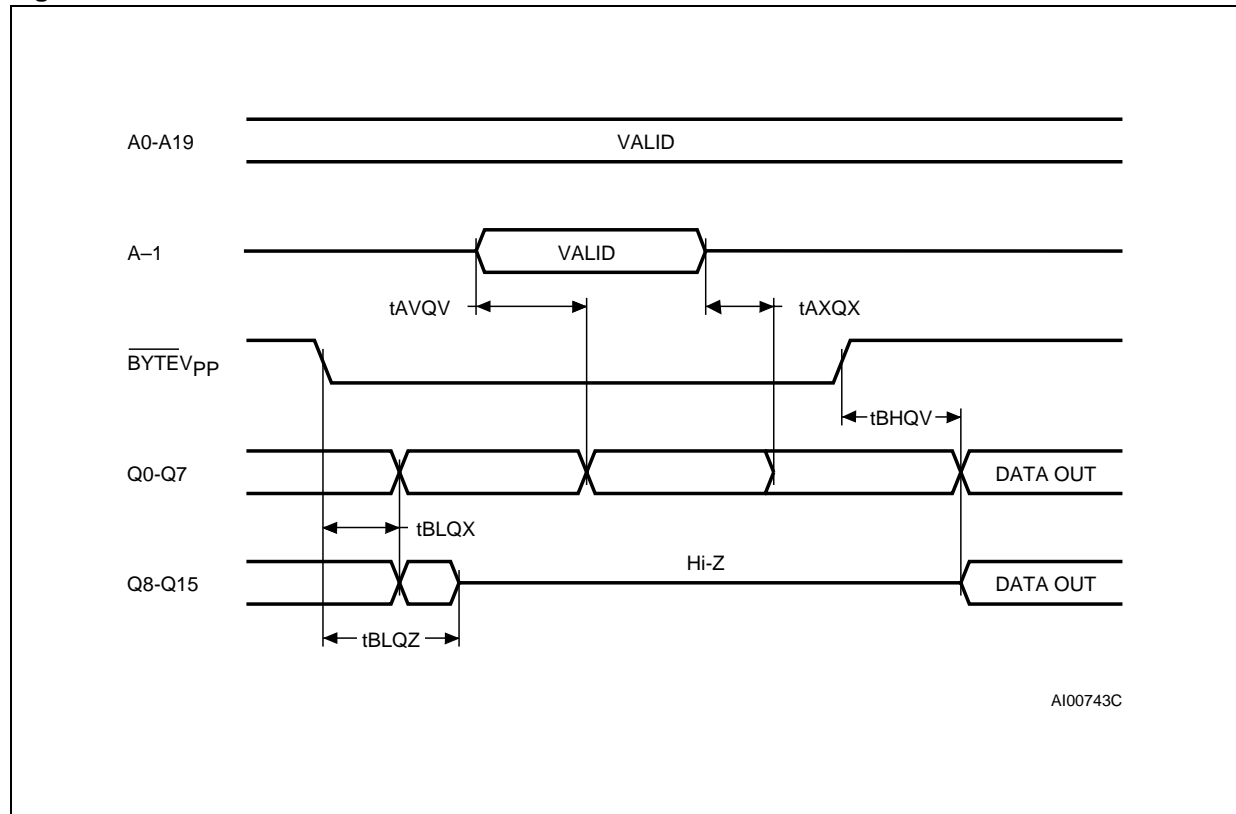 A0-A19 VALID
A–1 VALID
tAVQV tAXQX
BYTEVPP
tBHQV
Q0-Q7 DATA OUT
tBLQX
Q8-Q15 Hi-Z DATA OUT
tBLQZ
AI00743C